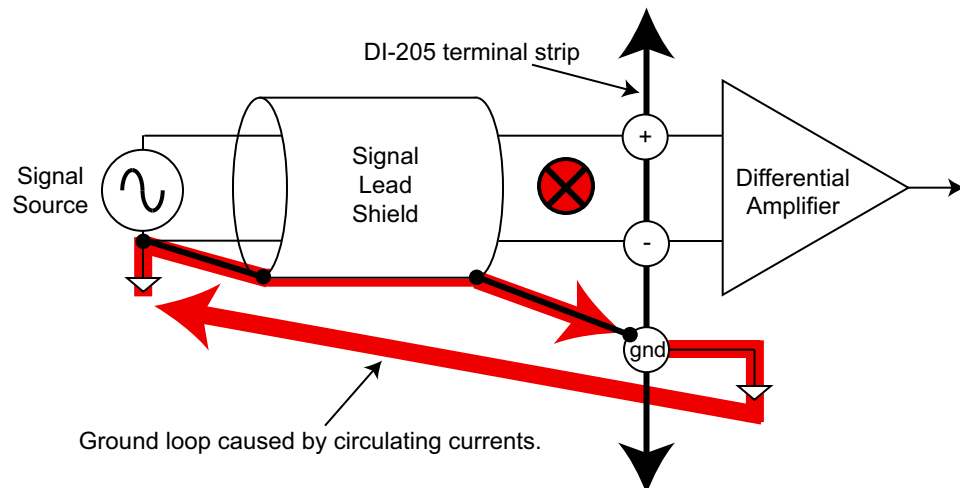 DI-205 terminal strip
Signal
Source
Signal
Lead
Shield
+
-
gnd
Differential
Amplifier
Ground loop caused by circulating currents.